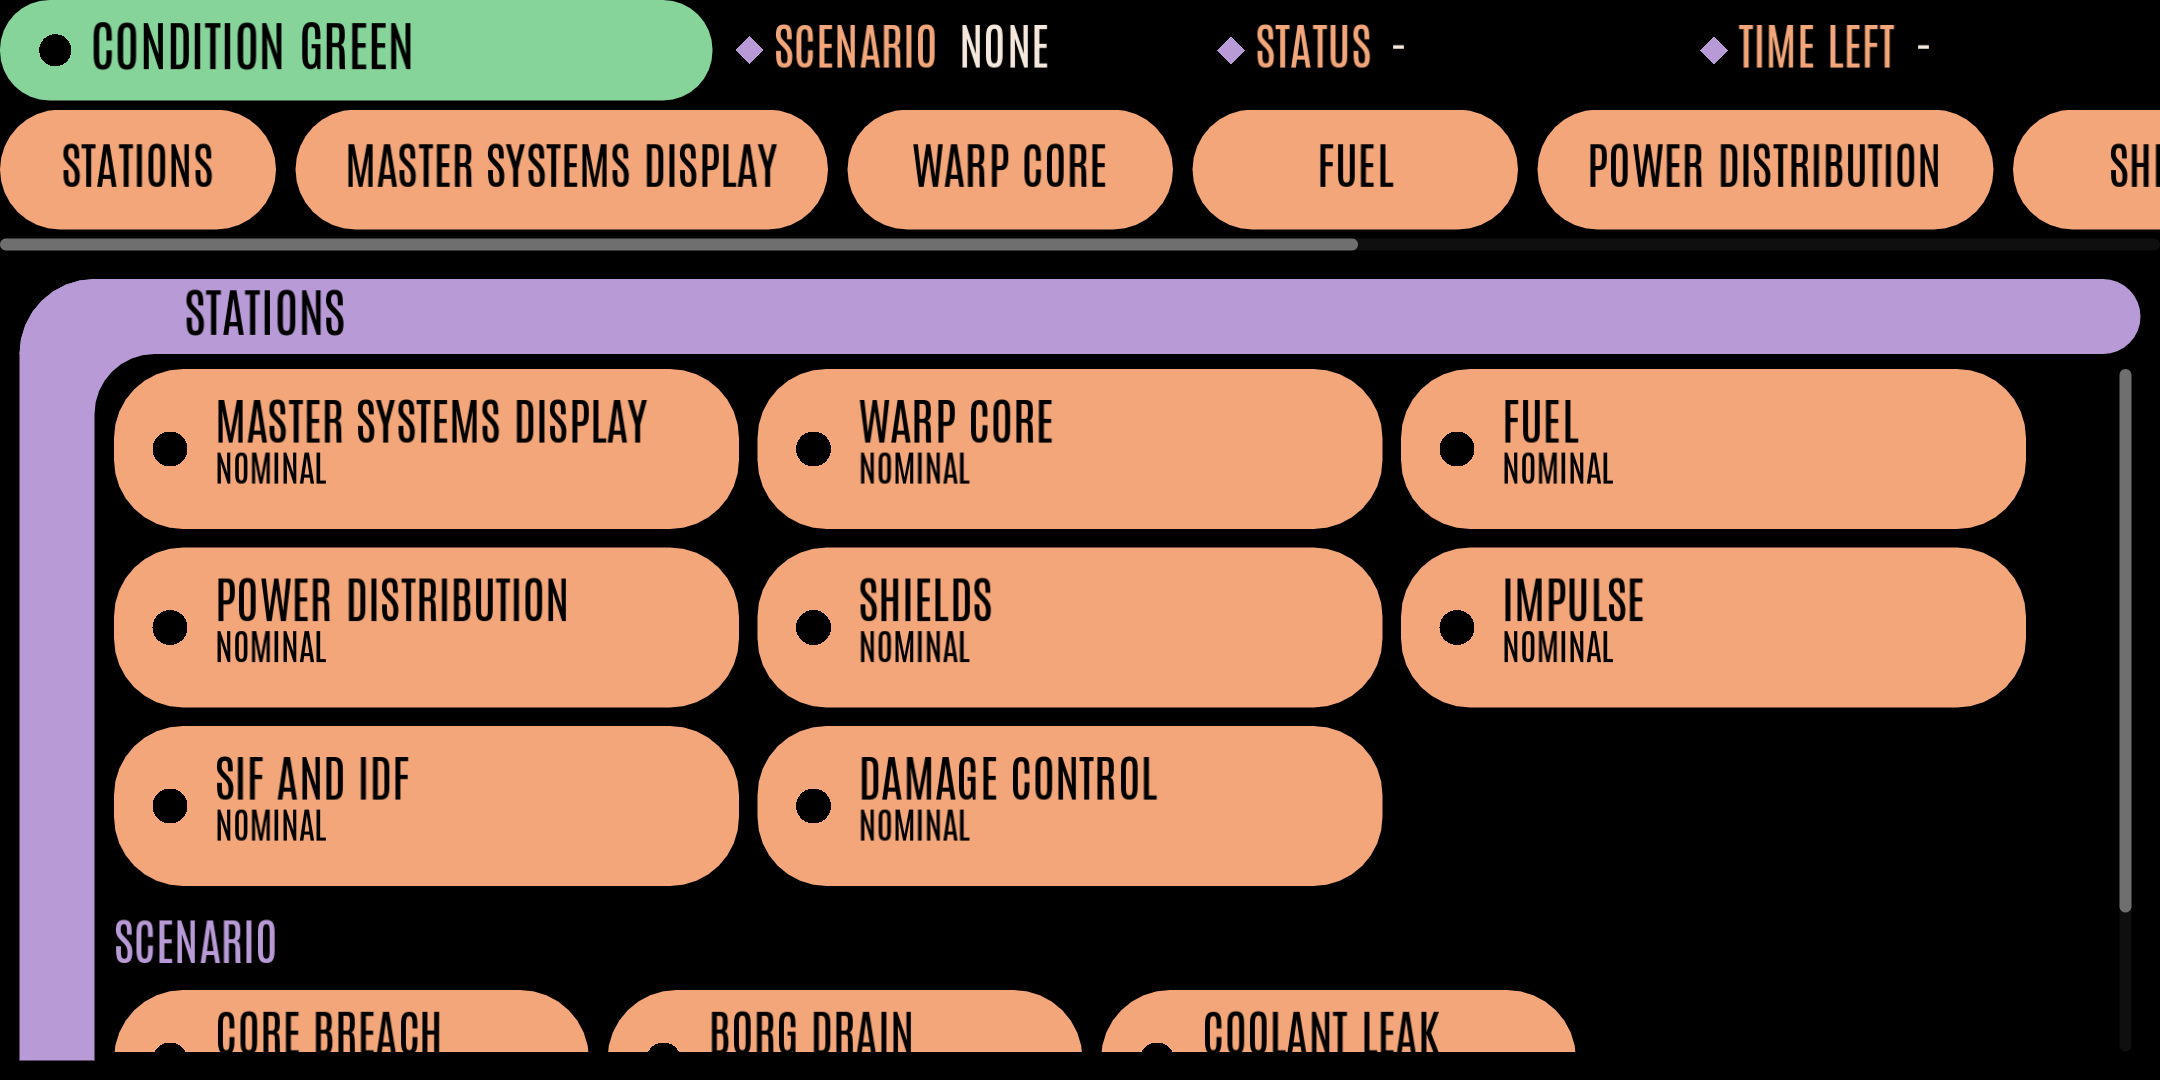 CONDITION GREEN
SCENARIO NONE
STATUS -
TIME LEFT -
STATIONS
MASTER SYSTEMS DISPLAY
WARP CORE
FUEL
POWER DISTRIBUTION
STATIONS
MASTER SYSTEMS DISPLAY
NOMINAL
WARP CORE
NOMINAL
FUEL
NOMINAL
POWER DISTRIBUTION
NOMINAL
SHIELDS
NOMINAL
IMPULSE
NOMINAL
SIF AND IDF
NOMINAL
DAMAGE CONTROL
NOMINAL
SCENARIO
CORE BREACH
BORG DRAIN
COOLANT LEAK